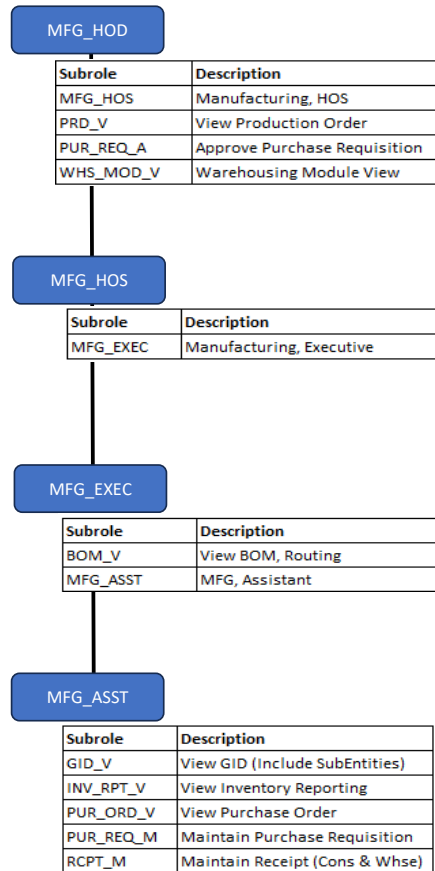 MFG_HOD
Subrole Description
MFG_HOS Manufacturing, HOS
PRD_V View Production Order
PUR_REQ_A Approve Purchase Requisition
WHS_MOD_V Warehousing Module View
MFG_HOS
Subrole Description
MFG_EXEC Manufacturing, Executive
MFG_EXEC
Subrole Description
BOM_V View BOM, Routing
MFG_ASST MFG, Assistant
MFG_ASST
Subrole Description
GID_V View GID (Include SubEntities)
INV_RPT_V View Inventory Reporting
PUR_ORD_V View Purchase Order
PUR_REQ_M Maintain Purchase Requisition
RCPT_M Maintain Receipt (Cons & Whse)